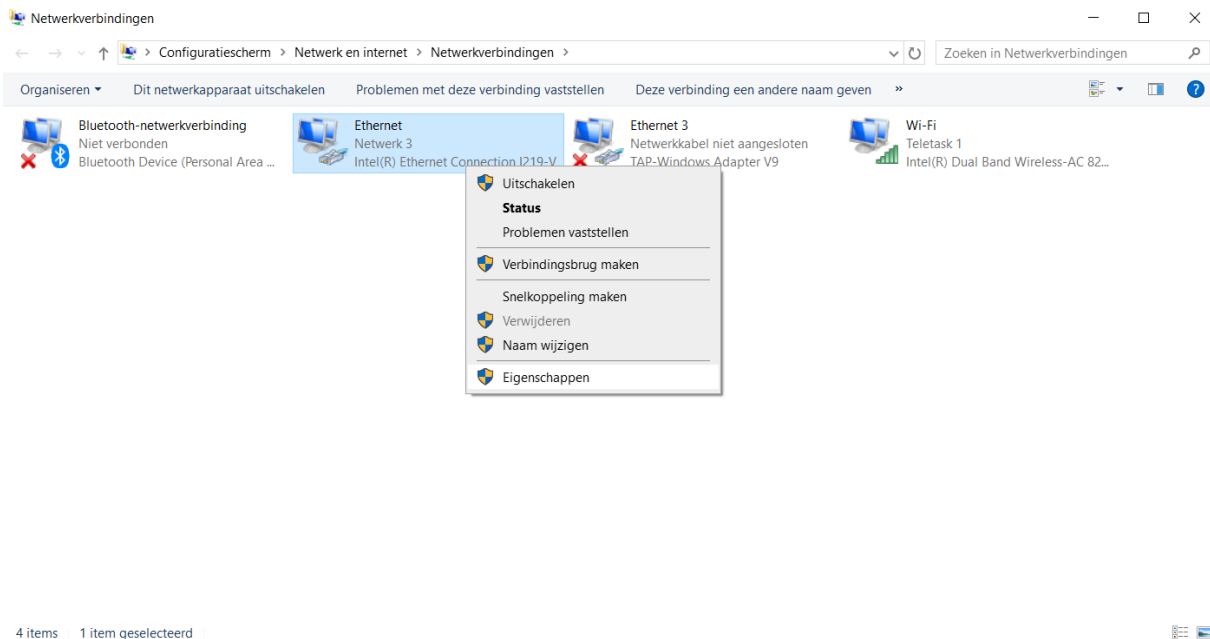 Netwerkverbindingen
Configuratiescherm > Netwerk en internet > Netwerkverbindingen >
Zoeken in Netwerkverbindingen
Organiseren Dit netwerkapparaat uitschakelen Problemen met deze verbinding vaststellen Deze verbinding een andere naam geven »
Bluetooth-netwerkverbinding
Niet verbonden
Bluetooth Device (Personal Area ...
Ethernet
Netwerk 3
Intel(R) Ethernet Connection I219-V
Ethernet 3
Netwerkkabel niet aangesloten
TAP-Windows Adapter V9
Wi-Fi
Teletask 1
Intel(R) Dual Band Wireless-AC 82...
Uitschakelen
Status
Problemen vaststellen
Verbindingsbrug maken
Snelkoppeling maken
Verwijderen
Naam wijzigen
Eigenschappen
4 items 1 item geselecteerd